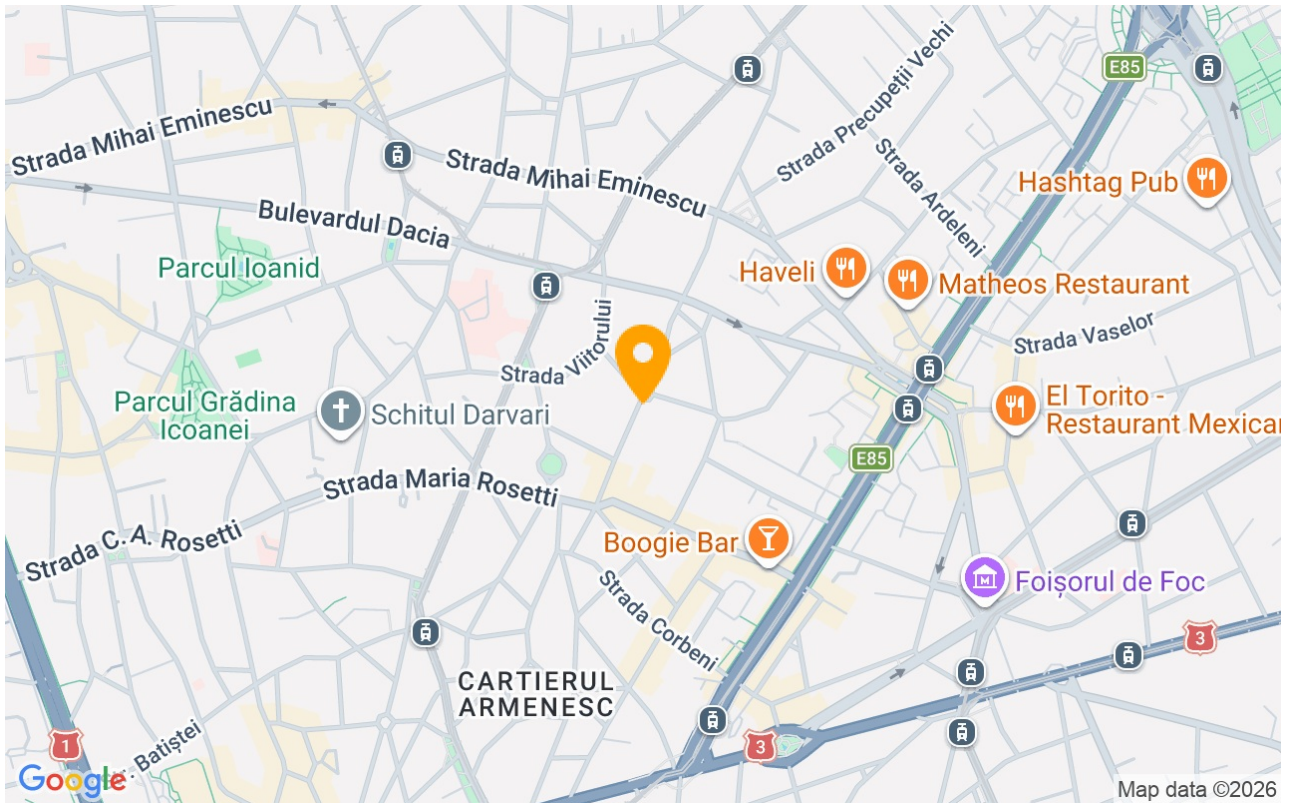 E85
Strada Precupeții Vechi
Strada Mihai Eminescu
Strada Mihai Eminescu
Strada Ardeleni
Hashtag Pub
Bulevardul Dacia
Parcul Ioanid
Haveli
Matheos Restaurant
Strada Viitorului
Strada Vaselor
Parcul Grădina
Icoanei
Schitul Darvari
El Torito -
Restaurant Mexican
E85
Strada Maria Rosetti
Strada C. A. Rosetti
Boogie Bar
Foișorul de Foc
Strada Corbeni
3
CARTIERUL
ARMENESC
1
Batiștei
3
Google
Map data ©2026